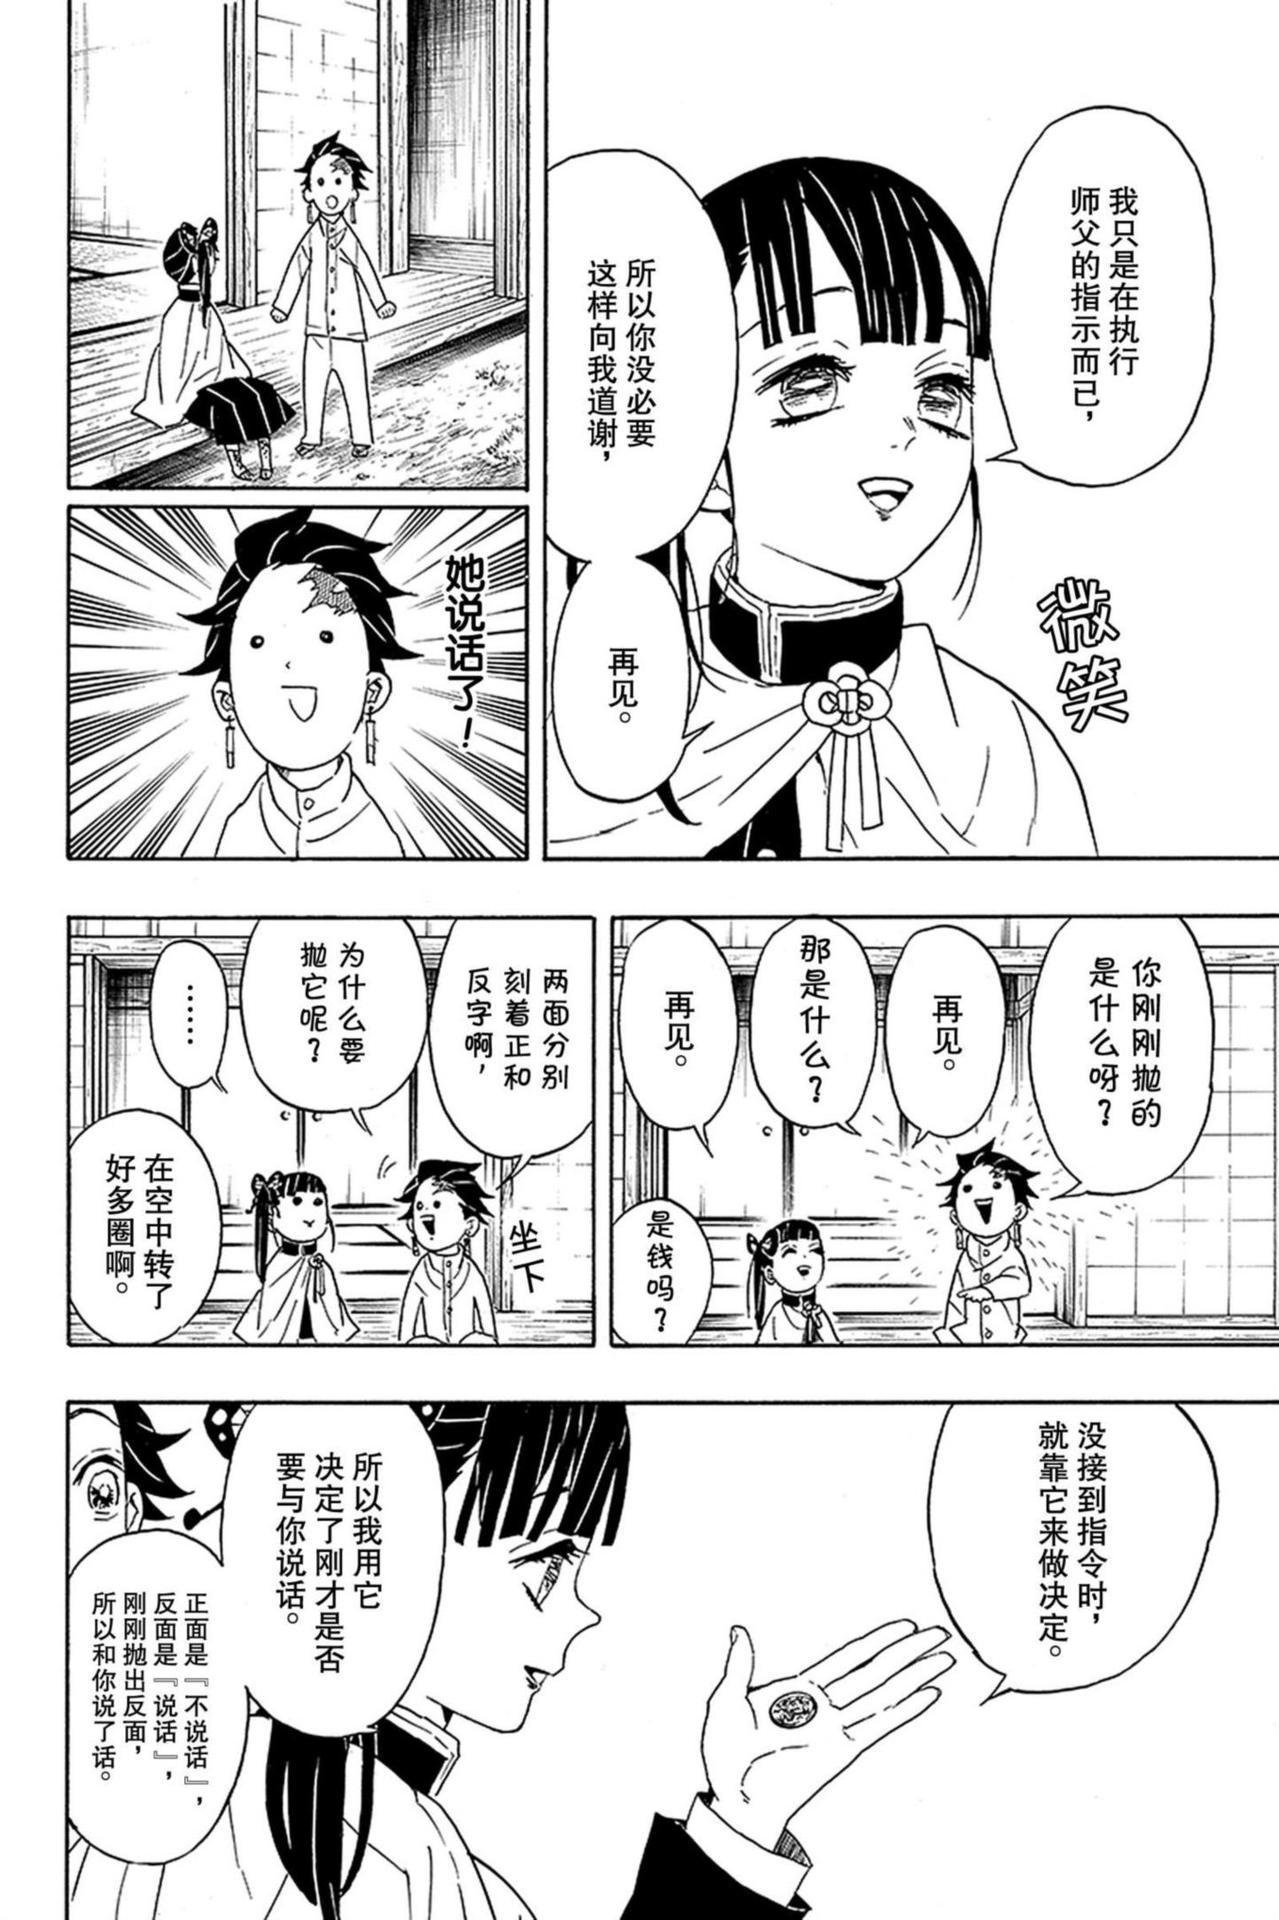 我只是在执行
师父的指示而已，
所以你没必要
这样向我道谢，
再见。
微笑
她说话了！
你刚刚抛的
是什么呀？
再见。
那是什么？
再见。
是钱吗？
两面分别
刻着正和
反字啊，
为什么要
抛它呢？
……
坐下
在空中转了
好多圈啊。
没接到指令时，
就靠它来做决定。
所以我用它
决定了刚才是否
要与你说话。
正面是『不说话』，
反面是『说话』，
刚刚抛出反面，
所以和你说了话。